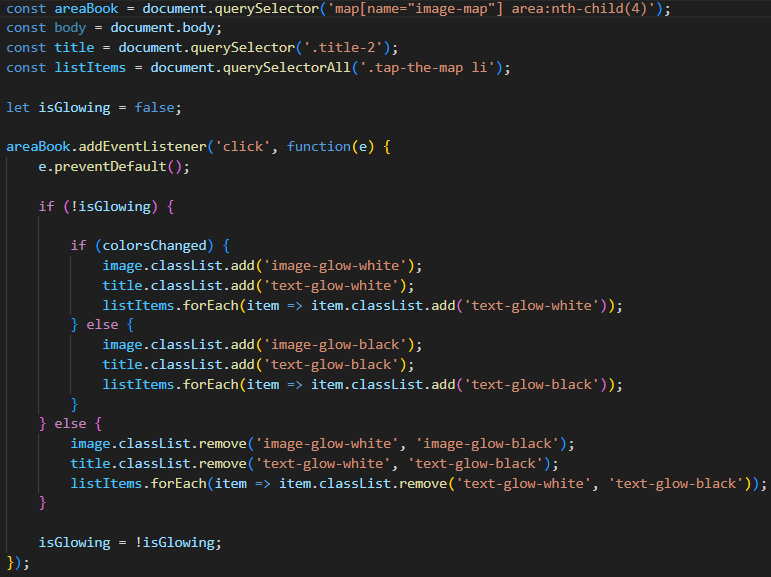 const areaBook = document.querySelector('map[name="image-map"] area:nth-child(4)');
const body = document.body;
const title = document.querySelector('.title-2');
const listItems = document.querySelectorAll('.tap-the-map li');

let isGlowing = false;

areaBook.addEventListener('click', function(e) {
    e.preventDefault();

    if (!isGlowing) {

        if (colorsChanged) {
            image.classList.add('image-glow-white');
            title.classList.add('text-glow-white');
            listItems.forEach(item => item.classList.add('text-glow-white'));
        } else {
            image.classList.add('image-glow-black');
            title.classList.add('text-glow-black');
            listItems.forEach(item => item.classList.add('text-glow-black'));
        }
    } else {
        image.classList.remove('image-glow-white', 'image-glow-black');
        title.classList.remove('text-glow-white', 'text-glow-black');
        listItems.forEach(item => item.classList.remove('text-glow-white', 'text-glow-black'));
    }

    isGlowing = !isGlowing;
});